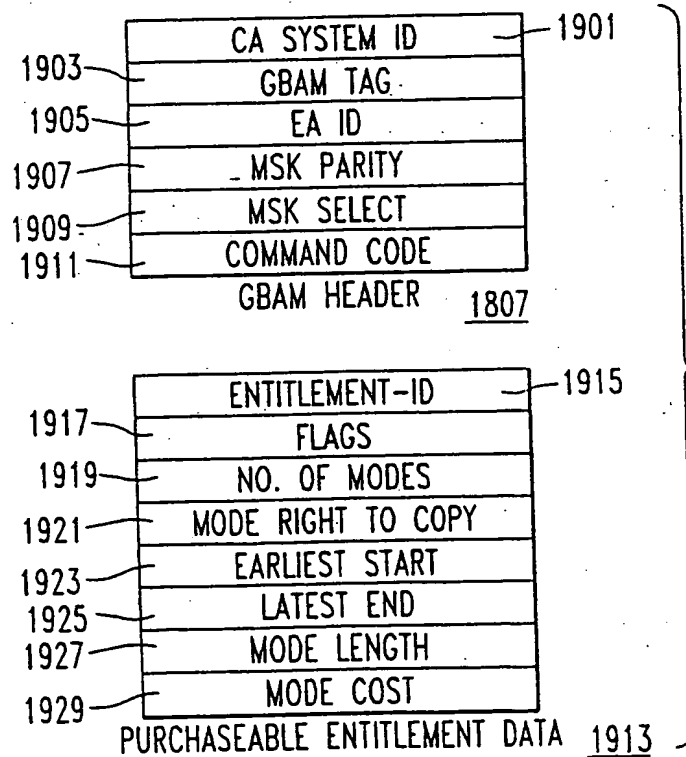 CA SYSTEM ID 1901
1903 GBAM TAG
1905 EA ID
1907 MSK PARITY
1909 MSK SELECT
1911 COMMAND CODE
GBAM HEADER 1807
ENTITLEMENT-ID 1915
1917 FLAGS
1919 NO. OF MODES
1921 MODE RIGHT TO COPY
1923 EARLIEST START
1925 LATEST END
1927 MODE LENGTH
1929 MODE COST
PURCHASEABLE ENTITLEMENT DATA 1913